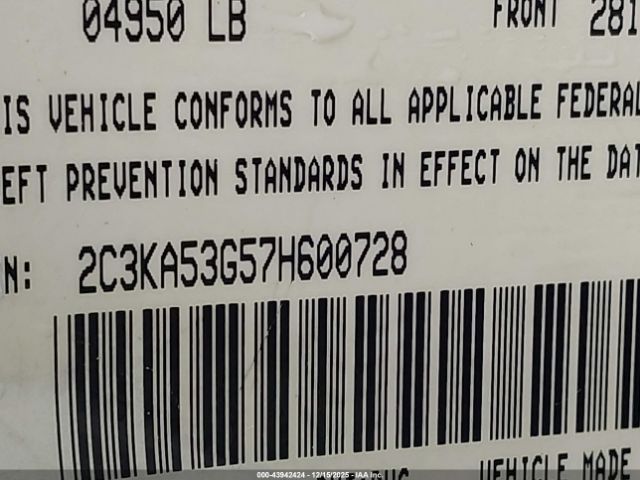 04950 LB FRONT 281
IS VEHICLE CONFORMS TO ALL APPLICABLE FEDERAL
EFT PREVENTION STANDARDS IN EFFECT ON THE DAT
N: 2C3KA53G57H600728
VEHICLE MADE
000-43942424 - 12/15/2025 - IAA Inc.